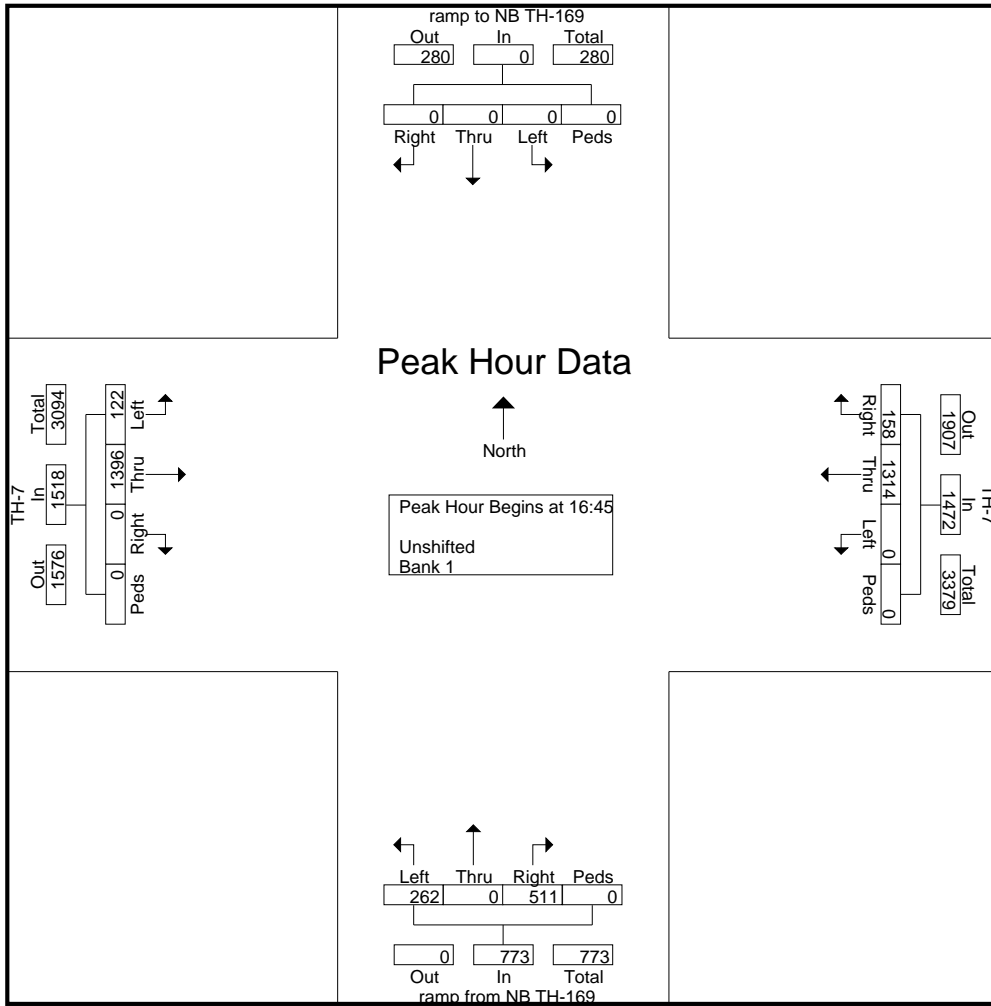 ramp to NB TH-169
Out In Total
280 0 280
0 0 0 0
Right Thru Left Peds
Peak Hour Data
North
Peak Hour Begins at 16:45
Unshifted
Bank 1
TH-7
Total In Out
3094 1518 1576
122 1396 0 0
Left Thru Right Peds
TH-7
Out In Total
1907 1472 3379
158 1314 0 0
Right Thru Left Peds
Left Thru Right Peds
262 0 511 0
0 773 773
Out In Total
ramp from NB TH-169